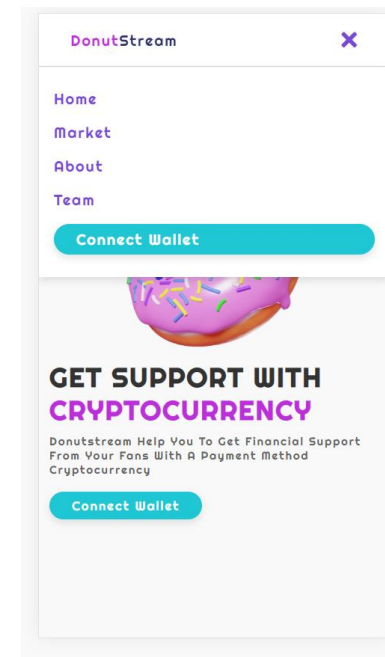 DonutStream
Home
Market
About
Team
Connect Wallet
GET SUPPORT WITH
CRYPTOCURRENCY
Donutstream Help You To Get Financial Support
From Your Fans With A Payment Method
Cryptocurrency
Connect Wallet